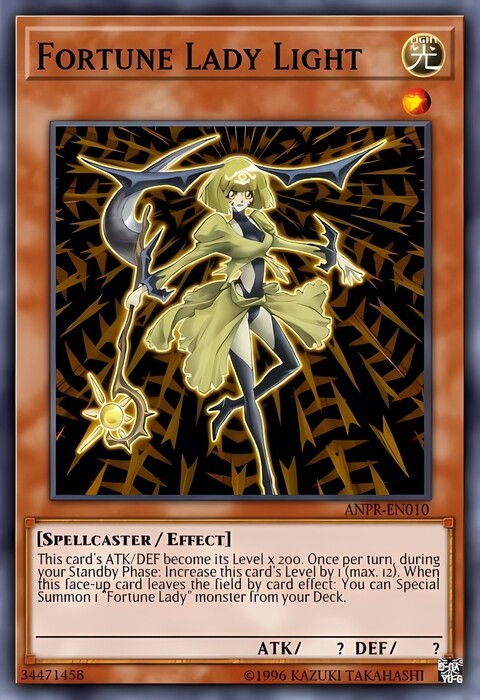 FORTUNE LADY LIGHT
LIGHT
光
ANPR-EN010
[SPELLCASTER / EFFECT]
This card's ATK/DEF become its Level x 200. Once per turn, during
your Standby Phase: Increase this card's Level by 1 (max. 12). When
this face-up card leaves the field by card effect: You can Special
Summon 1 "Fortune Lady" monster from your Deck.
ATK/ ? DEF/ ?
34471458
©1996 KAZUKI TAKAHASHI